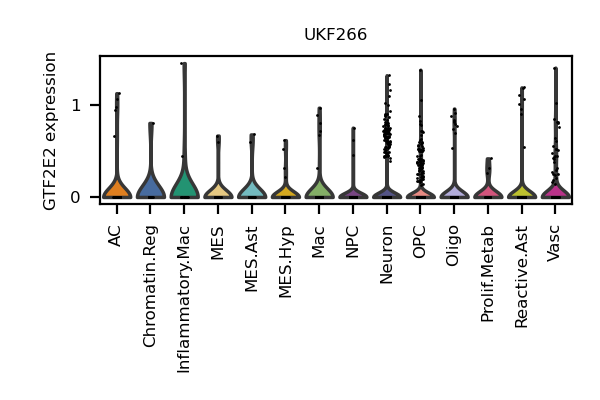 UKF266
GTF2E2 expression
1
0
AC
Chromatin.Reg
Inflammatory.Mac
MES
MES.Ast
MES.Hyp
Mac
NPC
Neuron
OPC
Oligo
Prolif.Metab
Reactive.Ast
Vasc